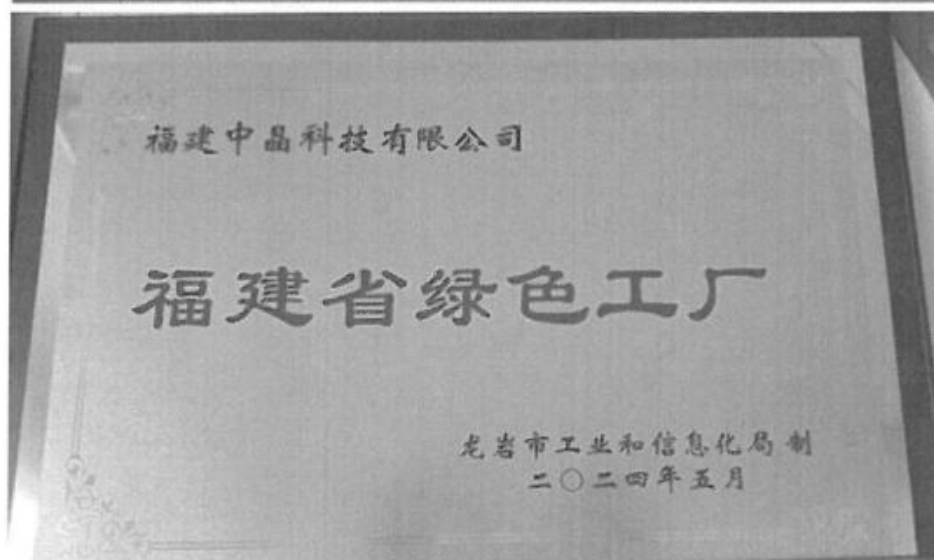 福建中晶科技有限公司
福建省绿色工厂
龙岩市工业和信息化局 制
二〇二四年五月